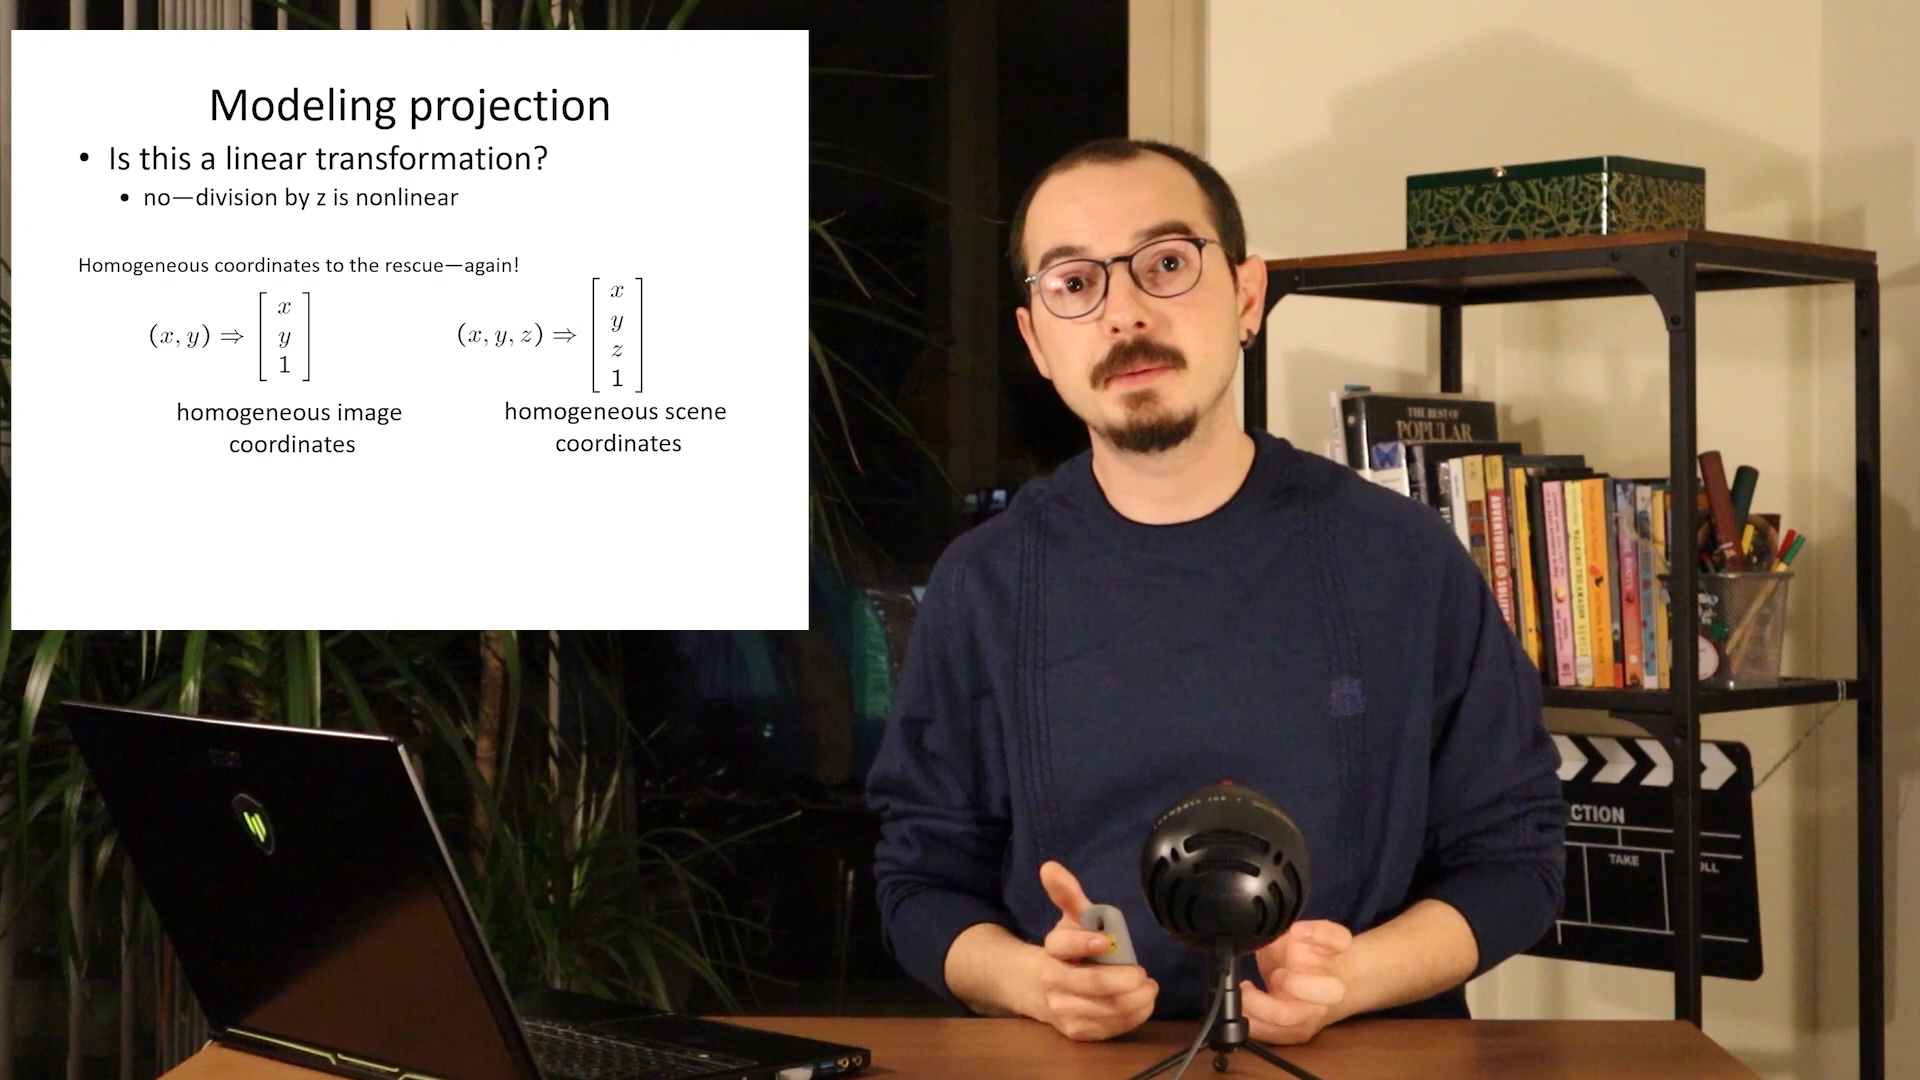 Modeling projection
• Is this a linear transformation?
• no—division by z is nonlinear
Homogeneous coordinates to the rescue—again!
(x, y) ⇒ [x y 1]
(x, y, z) ⇒ [x y z 1]
homogeneous image
coordinates
homogeneous scene
coordinates
THE BEST OF
POPULAR
CTION
TAKE